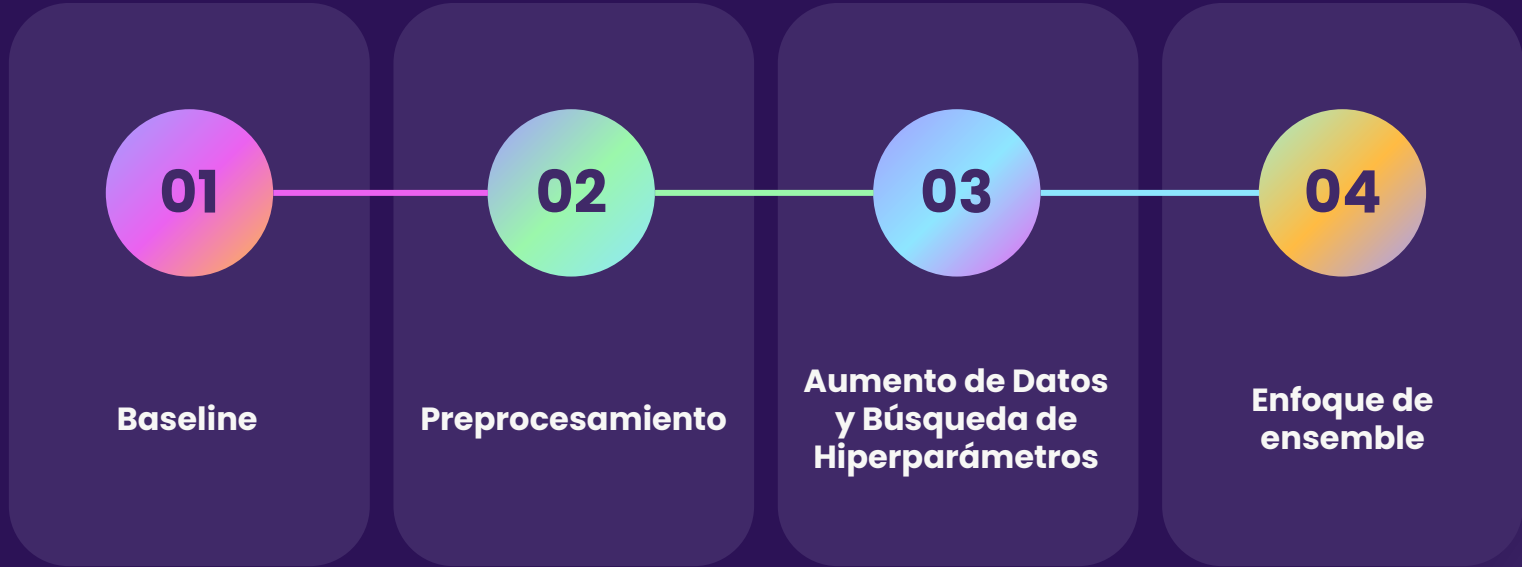 01
02
03
04
Baseline
Preprocesamiento
Aumento de Datos
y Búsqueda de
Hiperparámetros
Enfoque de
ensemble